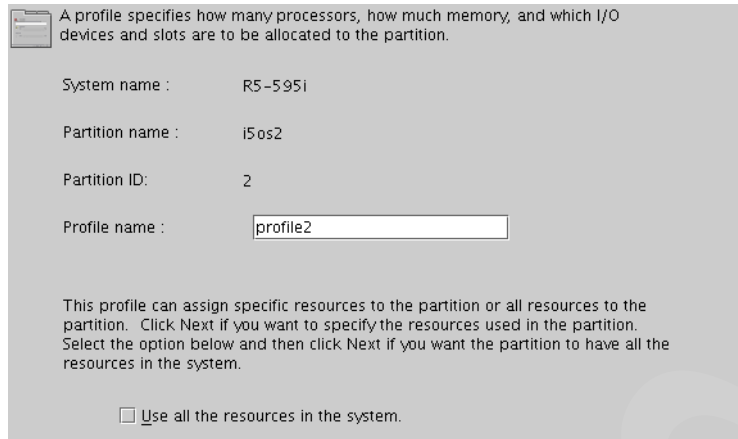 A profile specifies how many processors, how much memory, and which I/O
devices and slots are to be allocated to the partition.
System name : R5-595i
Partition name : i5os2
Partition ID: 2
Profile name : profile2
This profile can assign specific resources to the partition or all resources to the
partition. Click Next if you want to specify the resources used in the partition.
Select the option below and then click Next if you want the partition to have all the
resources in the system.
Use all the resources in the system.